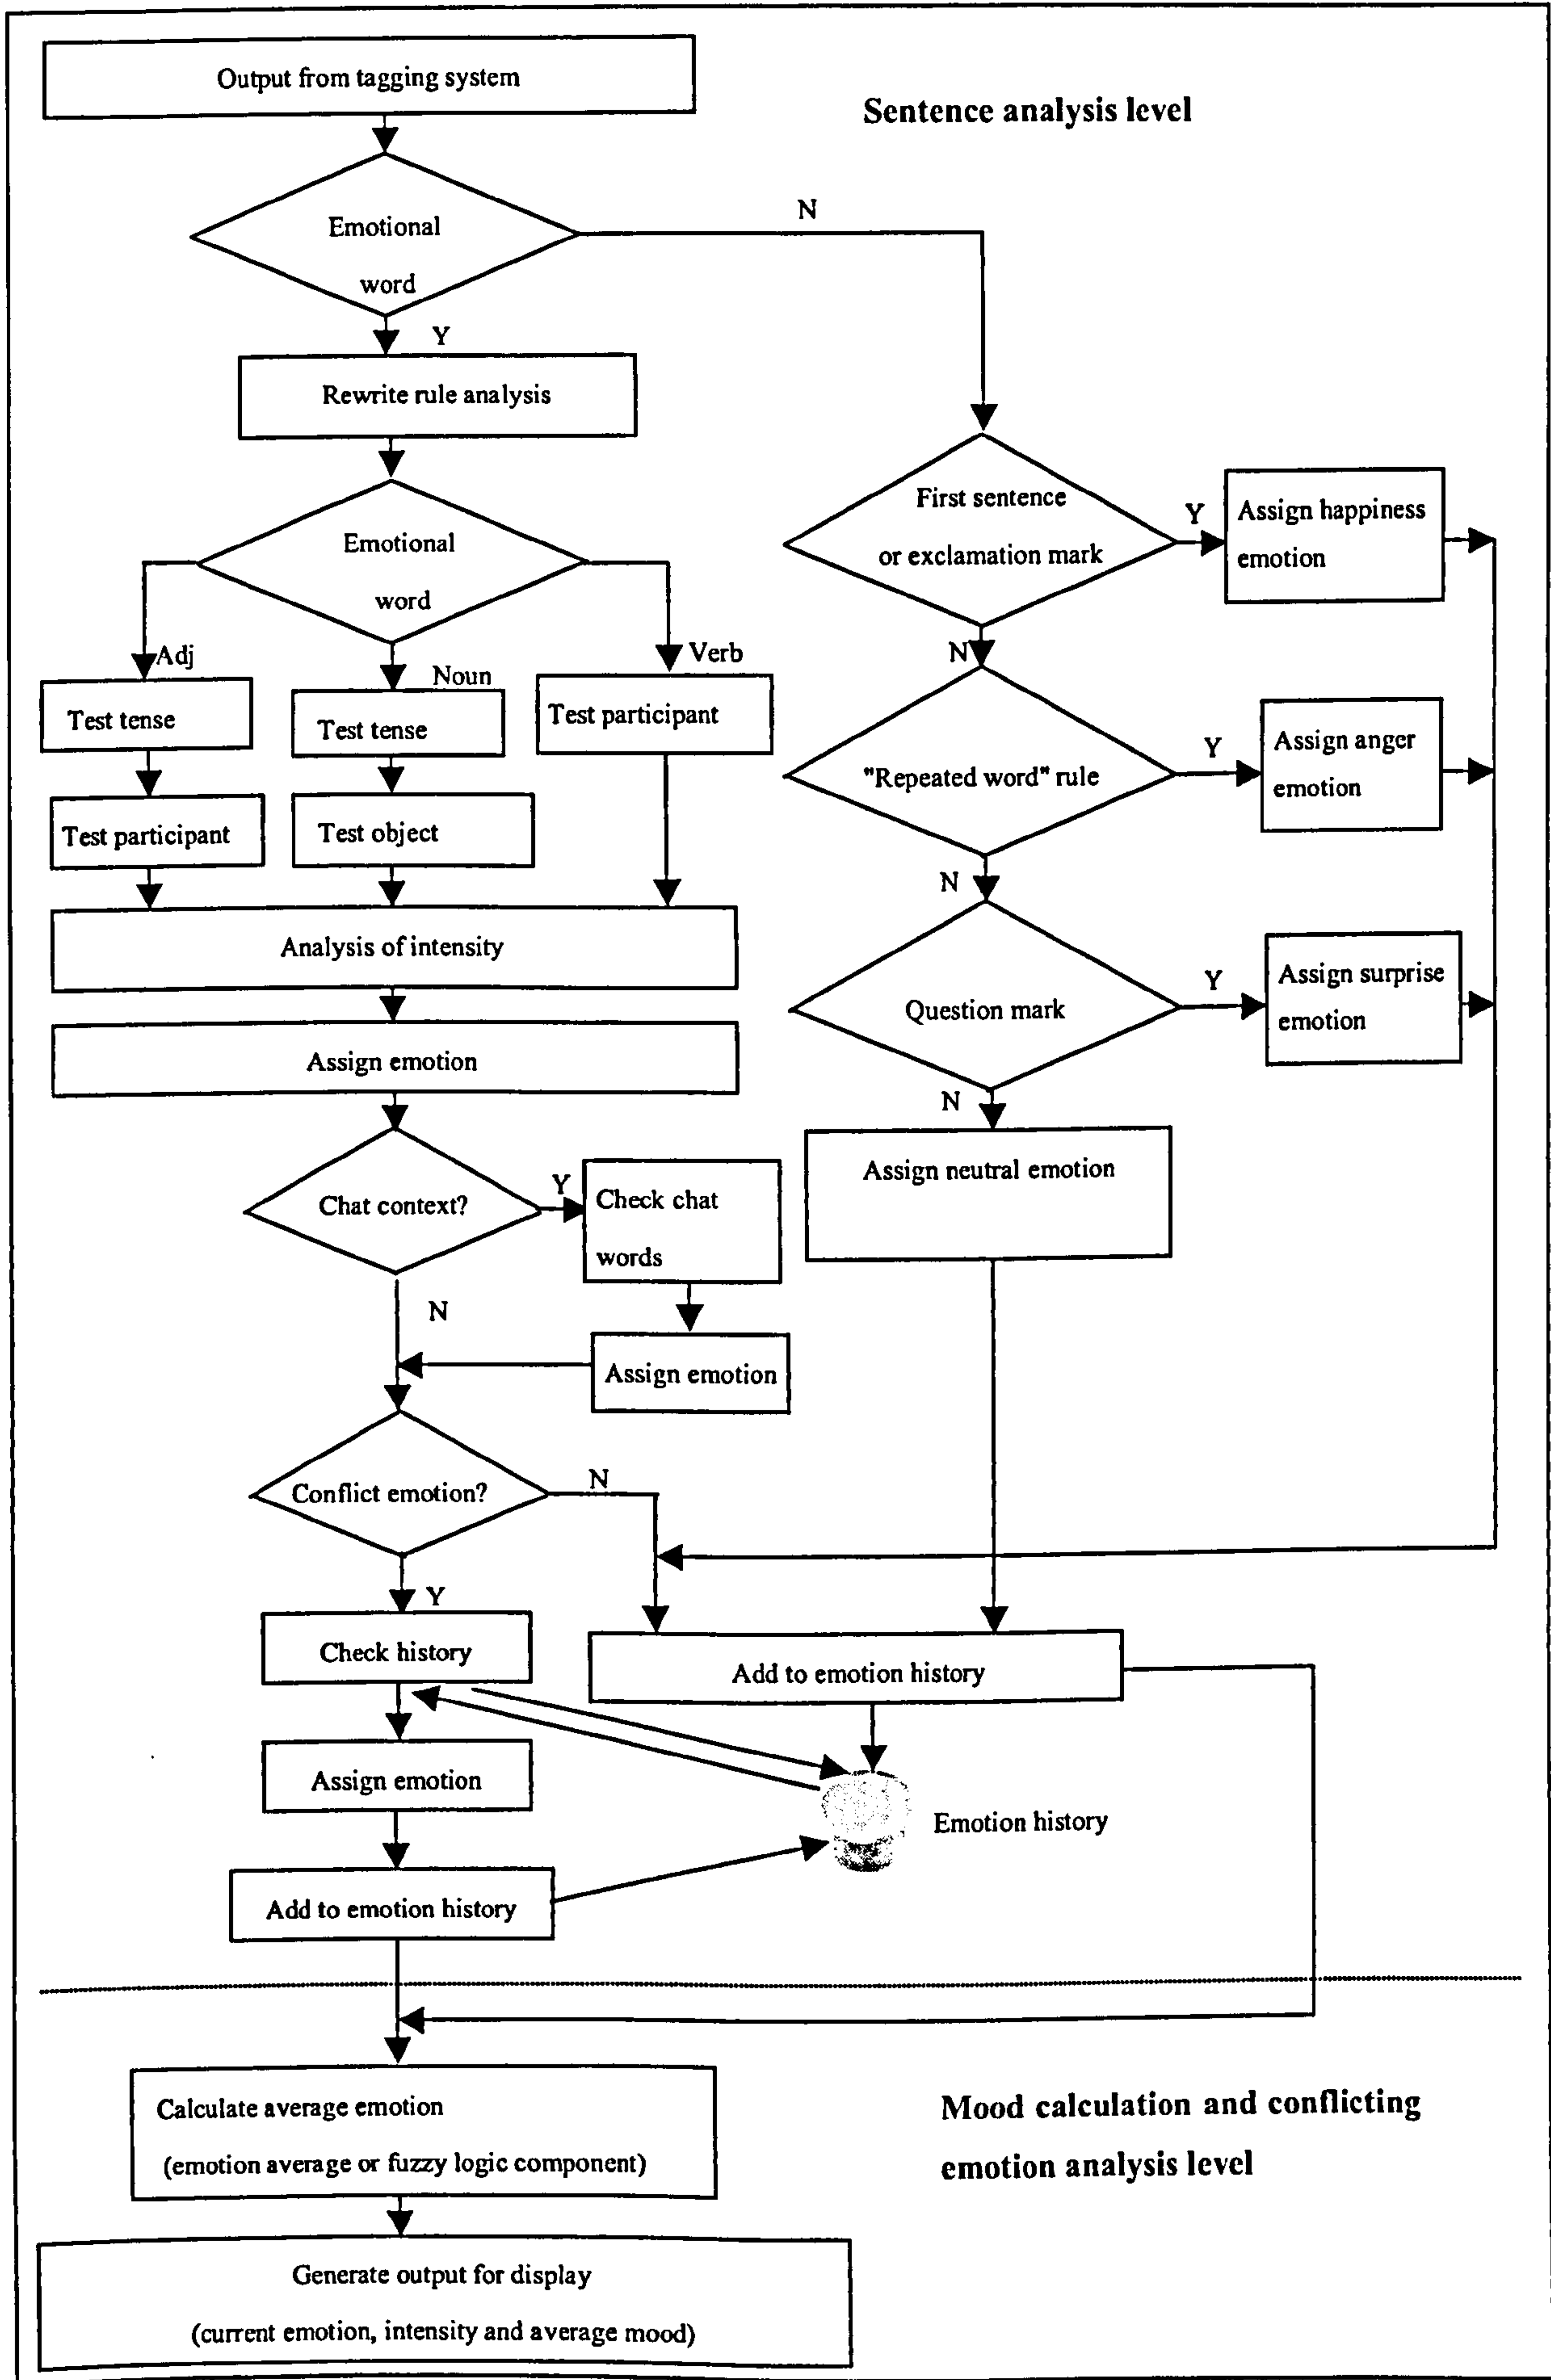 Output from tagging system
Sentence analysis level
Emotional
word
N
Y
Rewrite rule analysis
Emotional
word
Adj
Noun
Verb
Test tense
Test tense
Test participant
Test participant
Test object
Analysis of intensity
Assign emotion
Chat context?
Y
Check chat
words
N
Assign emotion
Conflict emotion?
N
Y
Check history
Assign emotion
Add to emotion history
First sentence
or exclamation mark
Y
Assign happiness
emotion
N
"Repeated word" rule
Y
Assign anger
emotion
N
Question mark
Y
Assign surprise
emotion
N
Assign neutral emotion
Add to emotion history
Emotion history
Calculate average emotion
(emotion average or fuzzy logic component)
Mood calculation and conflicting
emotion analysis level
Generate output for display
(current emotion, intensity and average mood)